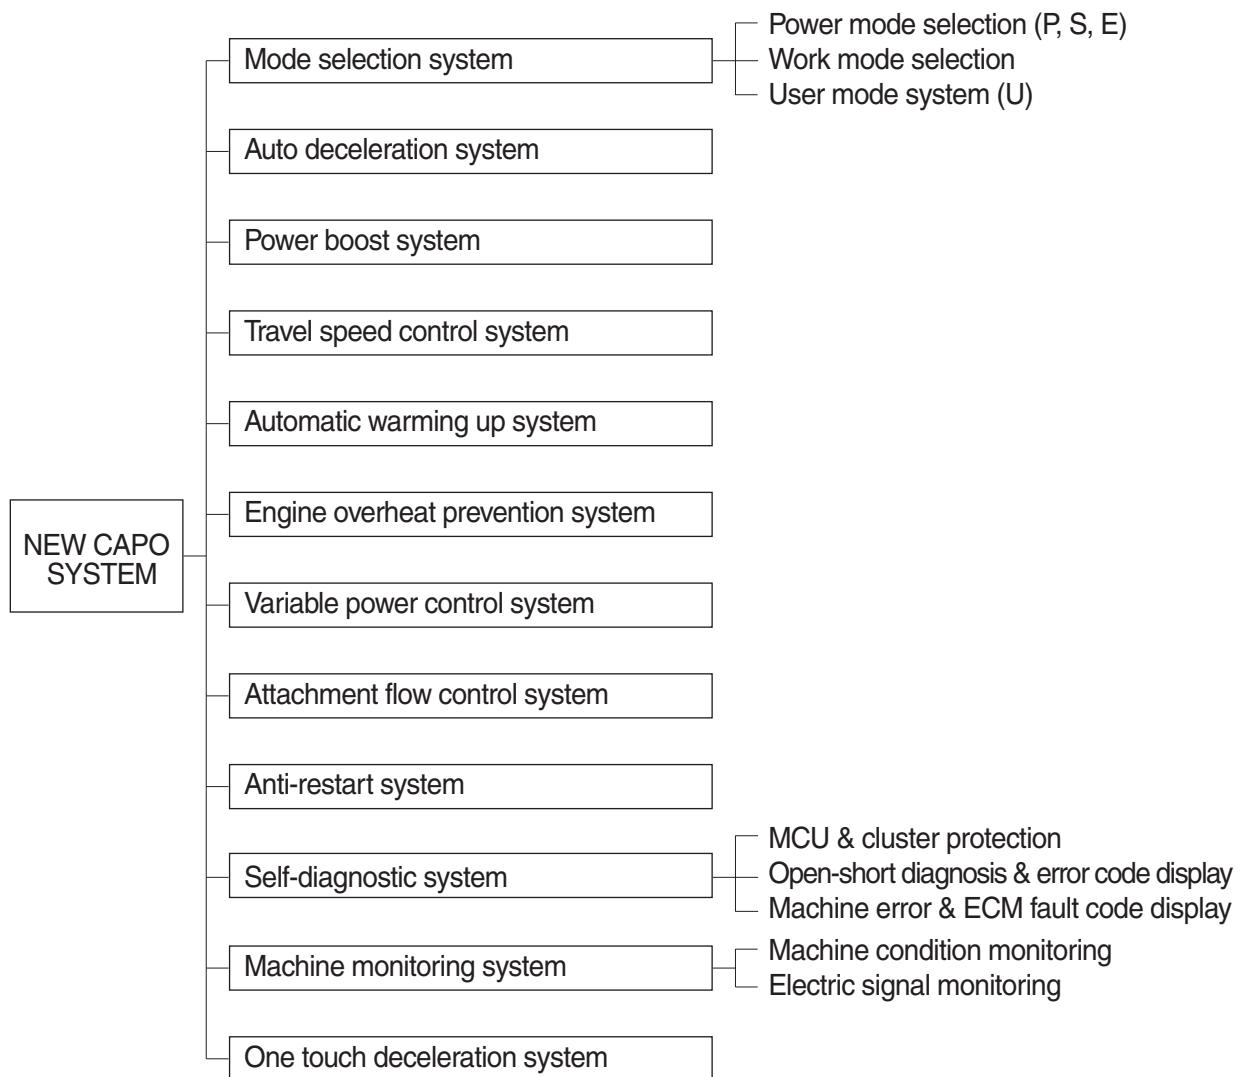 Power mode selection (P, S, E)
Mode selection system
Work mode selection
User mode system (U)
Auto deceleration system
Power boost system
Travel speed control system
Automatic warming up system
Engine overheat prevention system
NEW CAPO
SYSTEM
Variable power control system
Attachment flow control system
Anti-restart system
MCU & cluster protection
Self-diagnostic system
Open-short diagnosis & error code display
Machine error & ECM fault code display
Machine condition monitoring
Machine monitoring system
Electric signal monitoring
One touch deceleration system